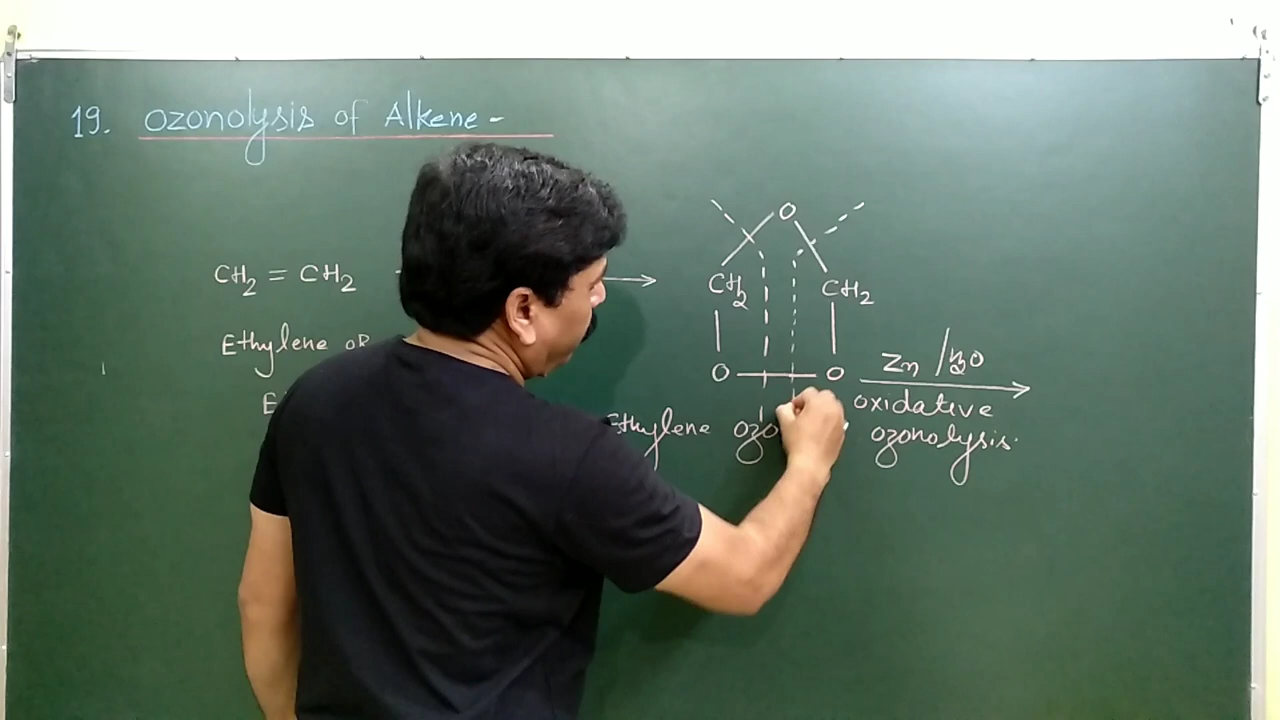 19. Ozonolysis of Alkene -
O
CH2 = CH2
CH2 CH2
Ethylene OR
Zn /H2O
O O
oxidative
Ethylene
ozonolysis.